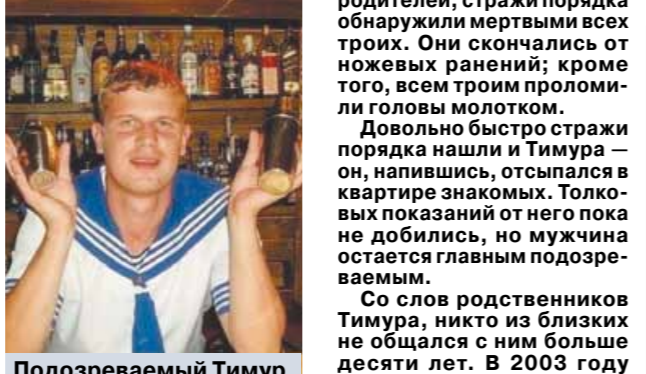 родителей, стражи порядка
обнаружили мертвыми всех
троих. Они скончались от
ножевых ранений; кроме
того, всем троим проломи-
ли головы молотком.
Довольно быстро стражи
порядка нашли и Тимура —
он, напившись, отсыпался в
квартире знакомых. Толко-
вых показаний от него пока
не добились, но мужчина
остается главным подозре-
ваемым.
Со слов родственников
Тимура, никто из близких
не общался с ним больше
десяти лет. В 2003 году
Подозреваемый Тимур